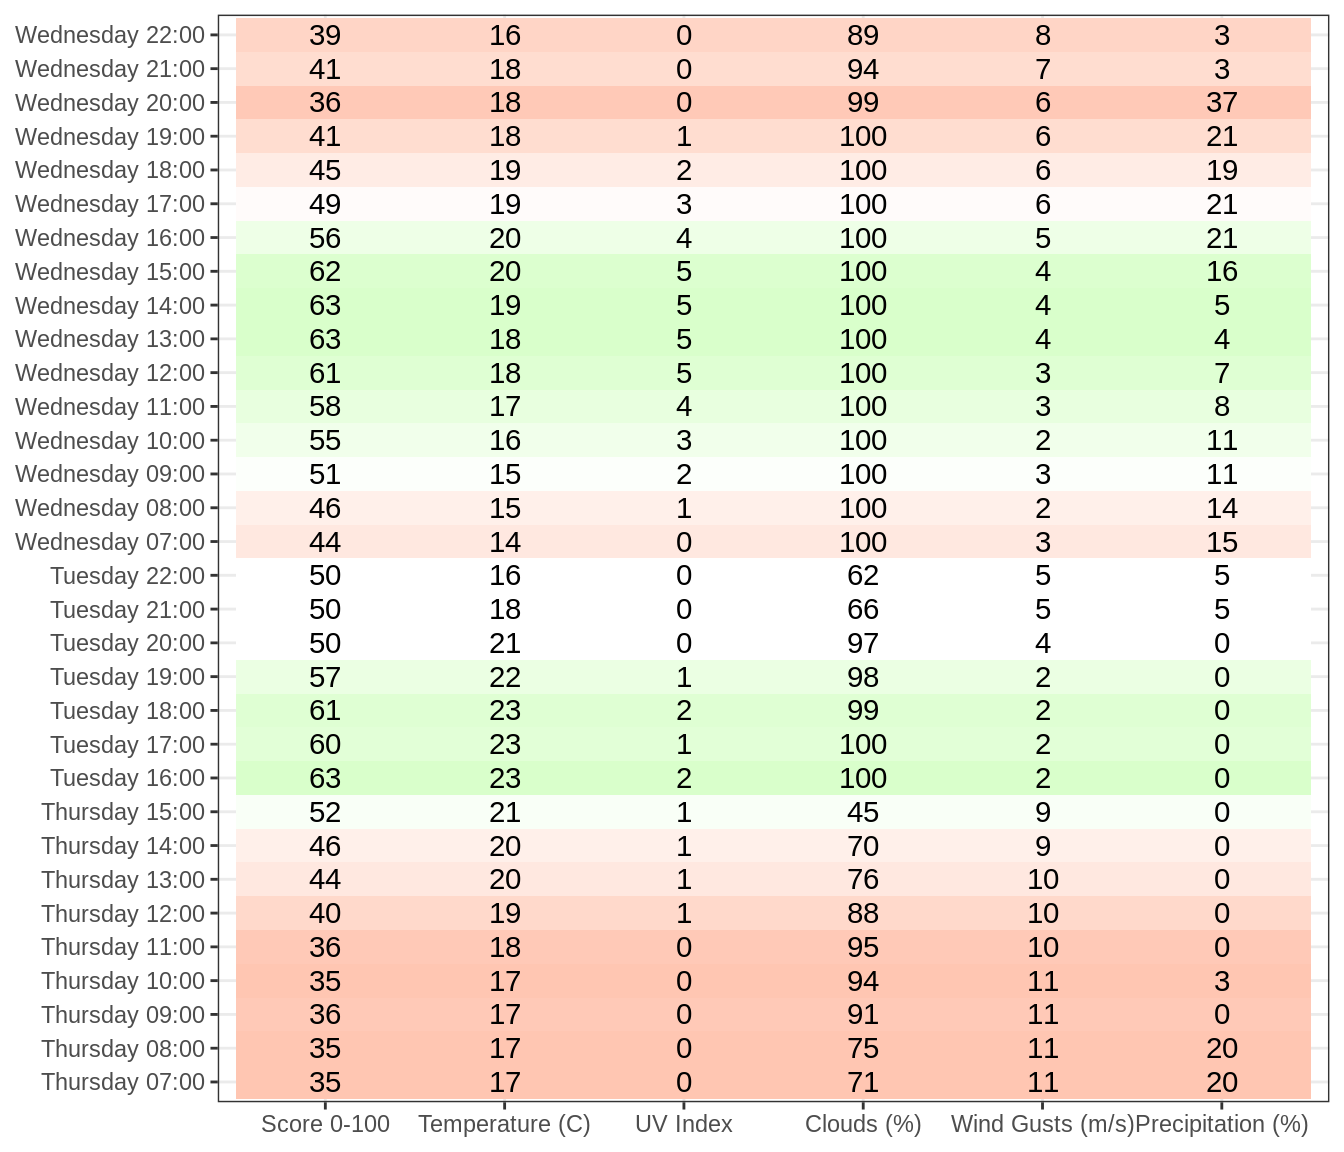 Wednesday 22:00 39 16 0 89 8 3
Wednesday 21:00 41 18 0 94 7 3
Wednesday 20:00 36 18 0 99 6 37
Wednesday 19:00 41 18 1 100 6 21
Wednesday 18:00 45 19 2 100 6 19
Wednesday 17:00 49 19 3 100 6 21
Wednesday 16:00 56 20 4 100 5 21
Wednesday 15:00 62 20 5 100 4 16
Wednesday 14:00 63 19 5 100 4 5
Wednesday 13:00 63 18 5 100 4 4
Wednesday 12:00 61 18 5 100 3 7
Wednesday 11:00 58 17 4 100 3 8
Wednesday 10:00 55 16 3 100 2 11
Wednesday 09:00 51 15 2 100 3 11
Wednesday 08:00 46 15 1 100 2 14
Wednesday 07:00 44 14 0 100 3 15
Tuesday 22:00 50 16 0 62 5 5
Tuesday 21:00 50 18 0 66 5 5
Tuesday 20:00 50 21 0 97 4 0
Tuesday 19:00 57 22 1 98 2 0
Tuesday 18:00 61 23 2 99 2 0
Tuesday 17:00 60 23 1 100 2 0
Tuesday 16:00 63 23 2 100 2 0
Thursday 15:00 52 21 1 45 9 0
Thursday 14:00 46 20 1 70 9 0
Thursday 13:00 44 20 1 76 10 0
Thursday 12:00 40 19 1 88 10 0
Thursday 11:00 36 18 0 95 10 0
Thursday 10:00 35 17 0 94 11 3
Thursday 09:00 36 17 0 91 11 0
Thursday 08:00 35 17 0 75 11 20
Thursday 07:00 35 17 0 71 11 20
Score 0-100 Temperature (C) UV Index Clouds (%) Wind Gusts (m/s) Precipitation (%)